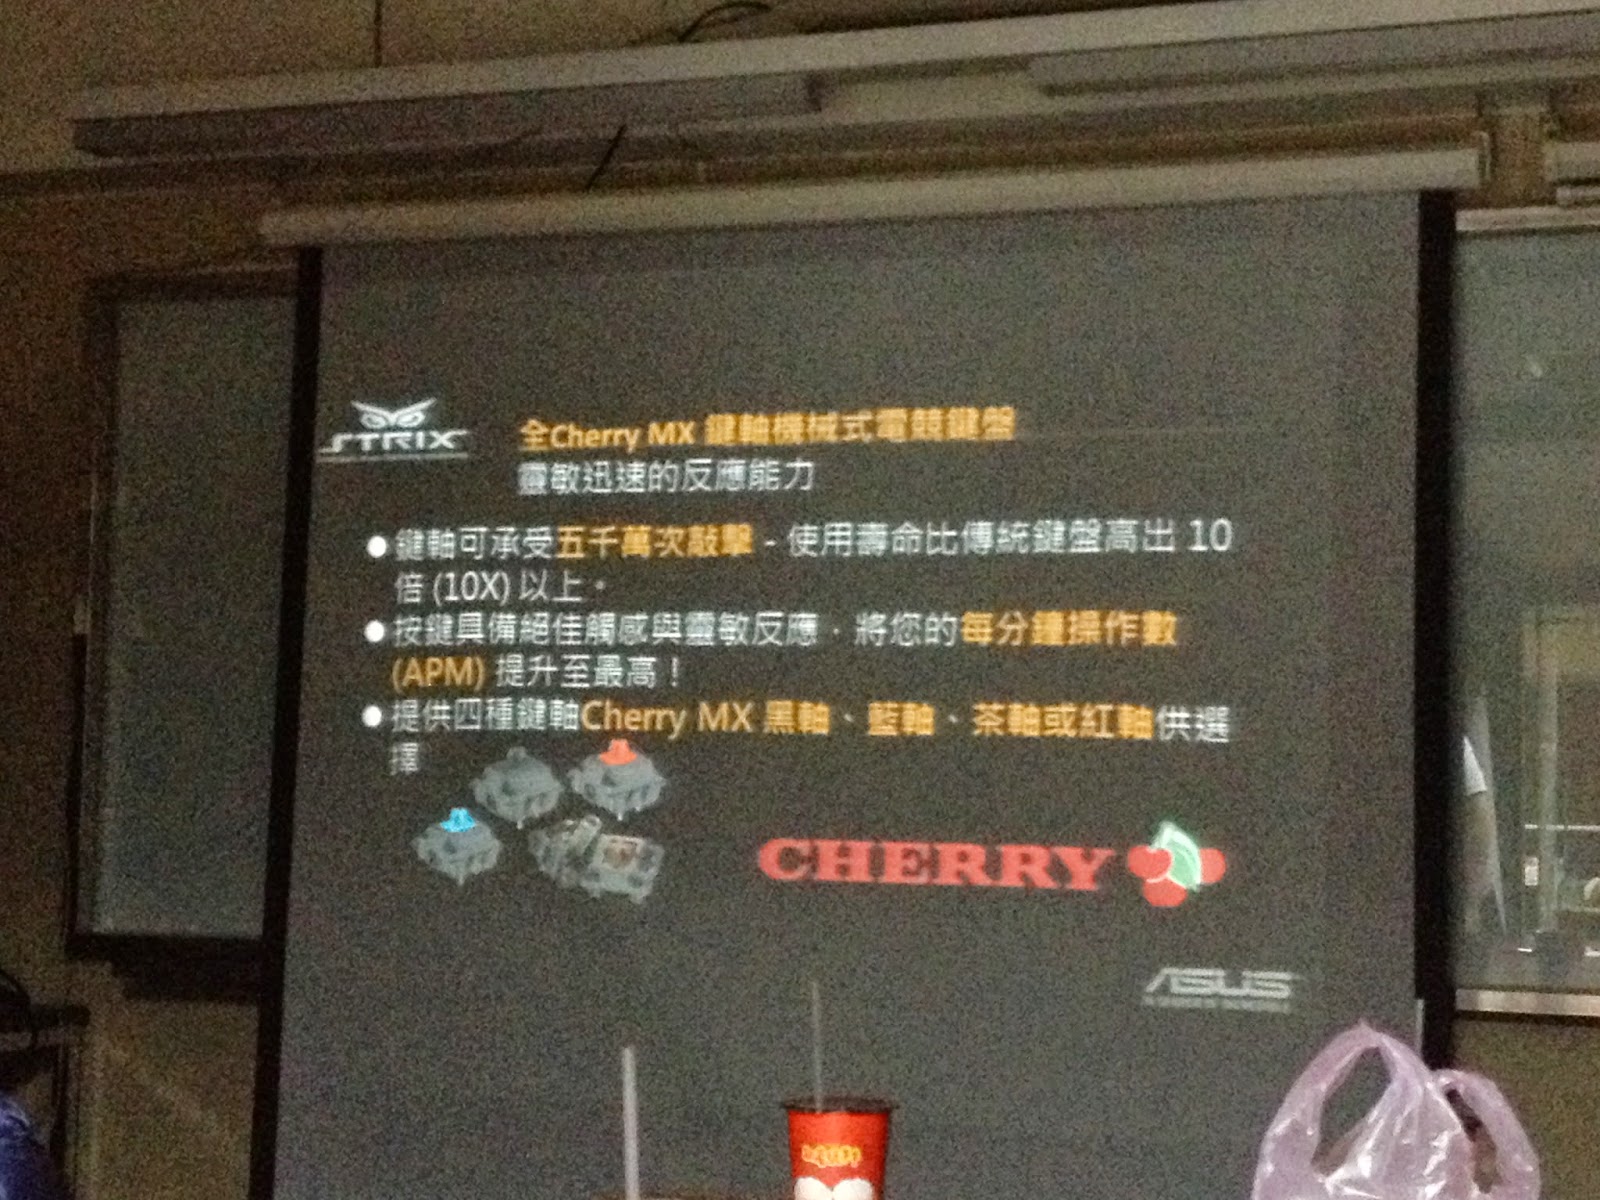 STRIX
全Cherry MX 鍵軸機械式電競鍵盤
靈敏迅速的反應能力
鍵軸可承受五千萬次敲擊 - 使用壽命比傳統鍵盤高出 10
倍 (10X) 以上。
按鍵具備絕佳觸感與靈敏反應，將您的每分鐘操作數
(APM) 提升至最高！
提供四種鍵軸Cherry MX 黑軸、藍軸、茶軸或紅軸供選
擇
CHERRY
ASUS